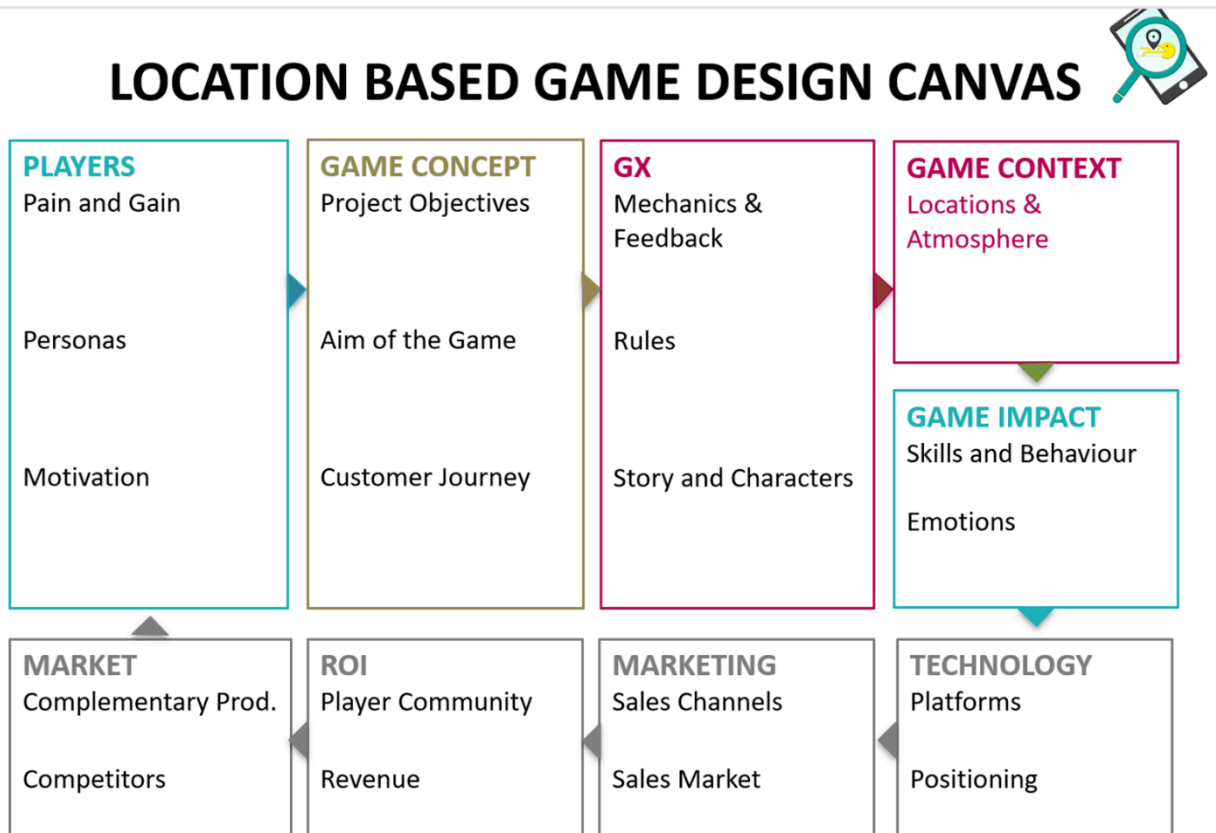 LOCATION BASED GAME DESIGN CANVAS
PLAYERS
Pain and Gain
Personas
Motivation
GAME CONCEPT
Project Objectives
Aim of the Game
Customer Journey
GX
Mechanics &
Feedback
Rules
Story and Characters
GAME CONTEXT
Locations &
Atmosphere
GAME IMPACT
Skills and Behaviour
Emotions
MARKET
Complementary Prod.
Competitors
ROI
Player Community
Revenue
MARKETING
Sales Channels
Sales Market
TECHNOLOGY
Platforms
Positioning